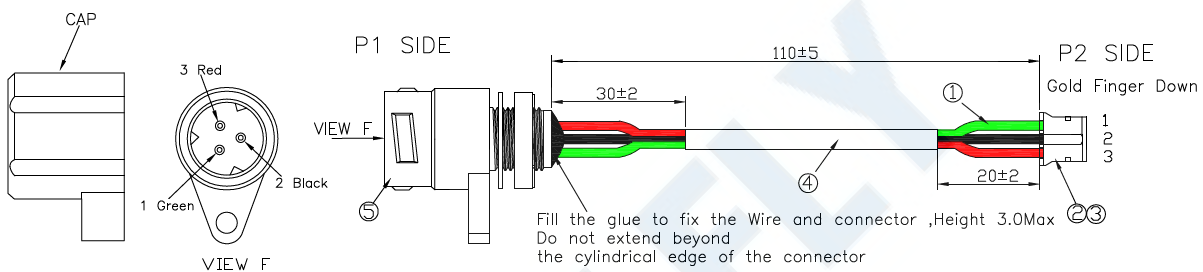 CAP
3 Red
2 Black
1 Green
VIEW F
P1 SIDE
VIEW F
⑤
110±5
30±2
①
④
20±2
P2 SIDE
Gold Finger Down
1
2
3
②③
Fill the glue to fix the Wire and connector ,Height 3.0Max
Do not extend beyond
the cylindrical edge of the connector